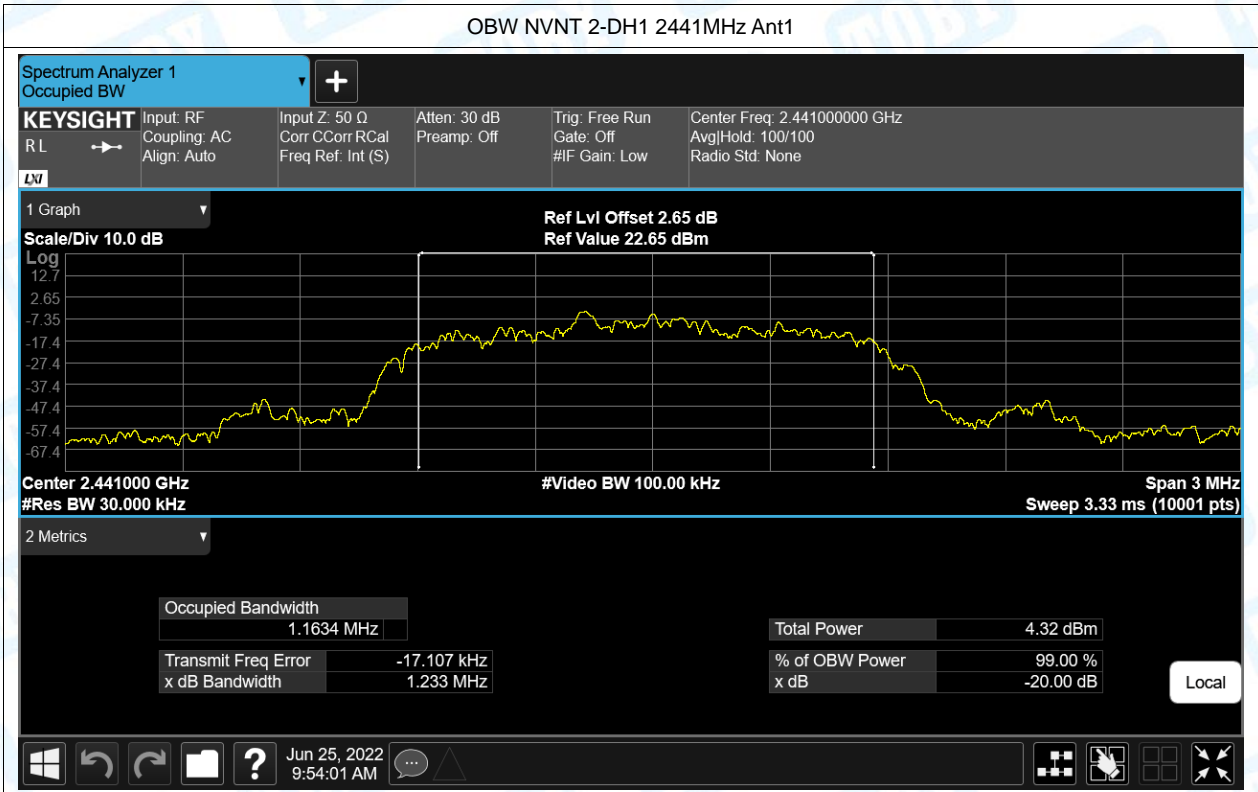 OBW NVNT 2-DH1 2441MHz Ant1
Spectrum Analyzer 1
Occupied BW
KEYSIGHT
RL
LXI
Input: RF
Coupling: AC
Align: Auto
Input Z: 50 Ω
Corr CCorr RCal
Freq Ref: Int (S)
Atten: 30 dB
Preamp: Off
Trig: Free Run
Gate: Off
#IF Gain: Low
Center Freq: 2.441000000 GHz
Avg|Hold: 100/100
Radio Std: None
1 Graph
Scale/Div 10.0 dB
Ref Lvl Offset 2.65 dB
Ref Value 22.65 dBm
Log
12.7
2.65
-7.35
-17.4
-27.4
-37.4
-47.4
-57.4
-67.4
Center 2.441000 GHz
#Video BW 100.00 kHz
Span 3 MHz
#Res BW 30.000 kHz
Sweep 3.33 ms (10001 pts)
2 Metrics
Occupied Bandwidth
1.1634 MHz
Total Power 4.32 dBm
Transmit Freq Error -17.107 kHz
% of OBW Power 99.00 %
x dB Bandwidth 1.233 MHz
x dB -20.00 dB
Local
?
Jun 25, 2022
9:54:01 AM